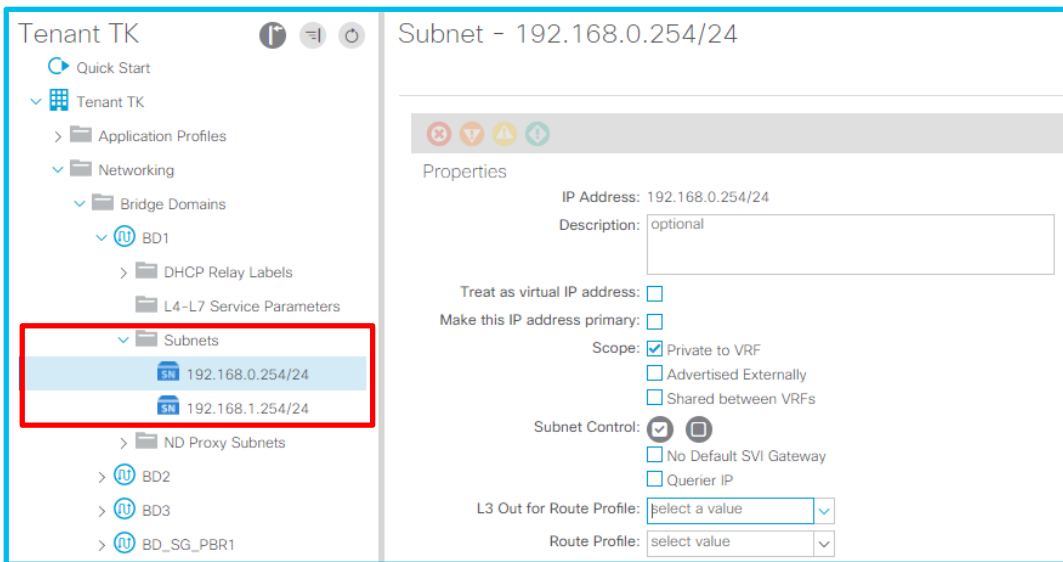 Tenant TK
Quick Start
Tenant TK
Application Profiles
Networking
Bridge Domains
BD1
DHCP Relay Labels
L4-L7 Service Parameters
Subnets
SN 192.168.0.254/24
SN 192.168.1.254/24
ND Proxy Subnets
BD2
BD3
BD_SG_PBR1
Subnet - 192.168.0.254/24
Properties
IP Address: 192.168.0.254/24
Description: optional
Treat as virtual IP address:
Make this IP address primary:
Scope: Private to VRF
Advertised Externally
Shared between VRFs
Subnet Control:
No Default SVI Gateway
Querier IP
L3 Out for Route Profile: select a value
Route Profile: select value